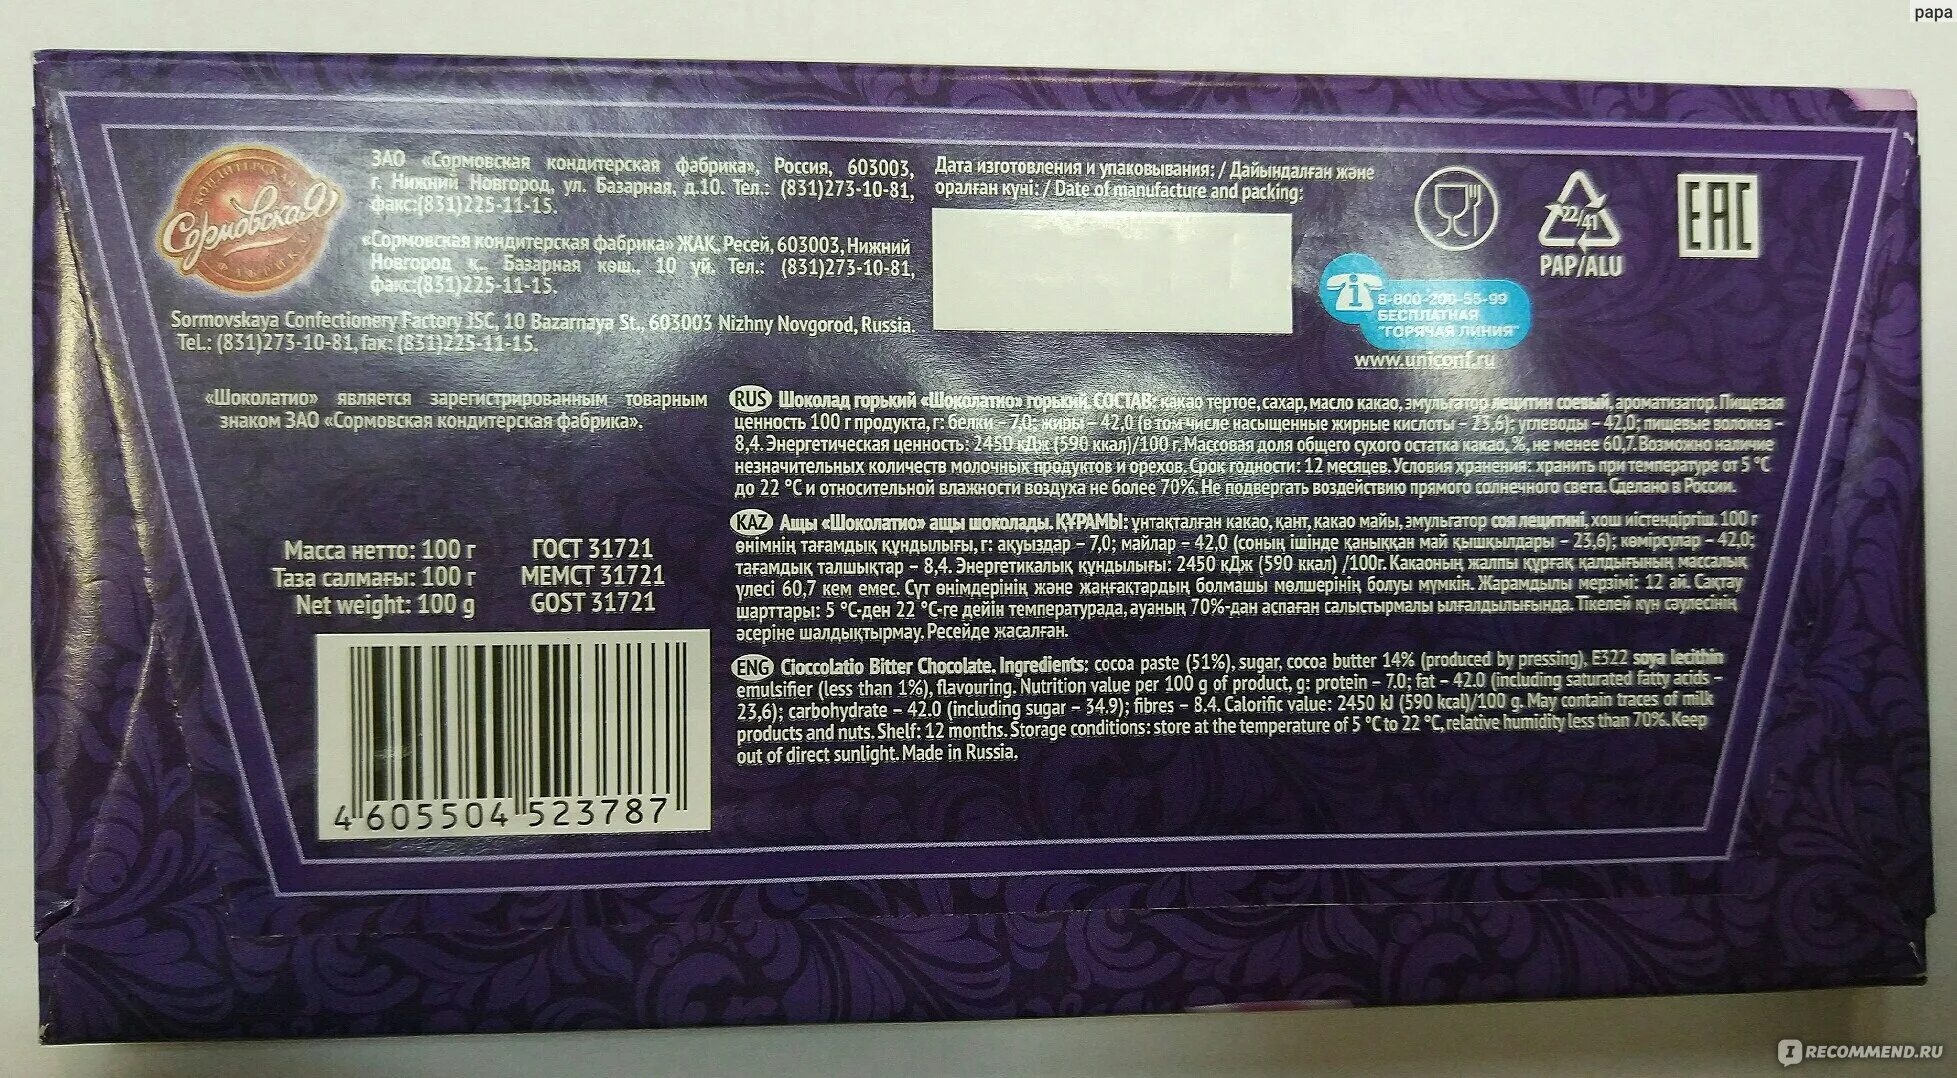 papa
КОНДИТЕРСКАЯ
Сормовская
ФАБРИКА
ЗАО «Сормовская кондитерская фабрика», Россия, 603003,
г. Нижний Новгород, ул. Базарная, д.10. Тел.: (831)273-10-81,
факс:(831)225-11-15.
«Сормовская кондитерская фабрика» ЖАҚ, Ресей, 603003, Нижний
Новгород к., Базарная көш., 10 үй. Тел.: (831)273-10-81,
факс:(831)225-11-15.
Sormovskaya Confectionery Factory JSC, 10 Bazarnaya St., 603003 Nizhny Novgorod, Russia.
Tel.: (831)273-10-81, fax: (831)225-11-15.
Дата изготовления и упаковывания: / Дайындалған және
оралған күні: / Date of manufacture and packing:
22/41
PAP/ALU
EAC
8-800-200-55-99
БЕСПЛАТНАЯ
"ГОРЯЧАЯ ЛИНИЯ"
www.uniconf.ru
«Шоколатио» является зарегистрированным товарным
знаком ЗАО «Сормовская кондитерская фабрика».
RUS Шоколад горький «Шоколатио» горький. СОСТАВ: какао тертое, сахар, масло какао, эмульгатор лецитин соевый, ароматизатор. Пищевая
ценность 100 г продукта, г: белки – 7,0; жиры – 42,0 (в том числе насыщенные жирные кислоты – 23,6); углеводы – 42,0; пищевые волокна –
8,4. Энергетическая ценность: 2450 кДж (590 ккал)/100 г. Массовая доля общего сухого остатка какао, %, не менее 60,7. Возможно наличие
незначительных количеств молочных продуктов и орехов. Срок годности: 12 месяцев. Условия хранения: хранить при температуре от 5 °С
до 22 °С и относительной влажности воздуха не более 70%. Не подвергать воздействию прямого солнечного света. Сделано в России.
KAZ Ащы «Шоколатио» ащы шоколады. ҚҰРАМЫ: ұнтақталған какао, қант, какао майы, эмульгатор соя лецитині, хош иістендіргіш. 100 г
өнімнің тағамдық құндылығы, г: ақуыздар – 7,0; майлар – 42,0 (соның ішінде қаныққан май қышқылдары – 23,6); көмірсулар – 42,0;
тағамдық талшықтар – 8,4. Энергетикалық құндылығы: 2450 кДж (590 ккал) /100г. Какаоның жалпы құрғақ қалдығының массалық
үлесі 60,7 кем емес. Сүт өнімдерінің және жаңғақтардың болмашы мөлшерінің болуы мүмкін. Жарамдылы мерзімі: 12 ай. Сақтау
шарттары: 5 °С-ден 22 °С-ге дейін температурада, ауаның 70%-дан аспаған салыстырмалы ылғалдылығында. Тікелей күн сәулесінің
әсеріне шалдықтырмау. Ресейде жасалған.
ENG Cioccolatio Bitter Chocolate. Ingredients: cocoa paste (51%), sugar, cocoa butter 14% (produced by pressing), E322 soya lecithin
emulsifier (less than 1%), flavouring. Nutrition value per 100 g of product, g: protein – 7.0; fat – 42.0 (including saturated fatty acids –
23,6); carbohydrate – 42.0 (including sugar – 34.9); fibres – 8.4. Calorific value: 2450 kJ (590 kcal)/100 g. May contain traces of milk
products and nuts. Shelf: 12 months. Storage conditions: store at the temperature of 5 °C to 22 °C, relative humidity less than 70%. Keep
out of direct sunlight. Made in Russia.
Масса нетто: 100 г
Таза салмағы: 100 г
Net weight: 100 g
ГОСТ 31721
МЕМСТ 31721
GOST 31721
4 605504 523787
IRECOMMEND.RU